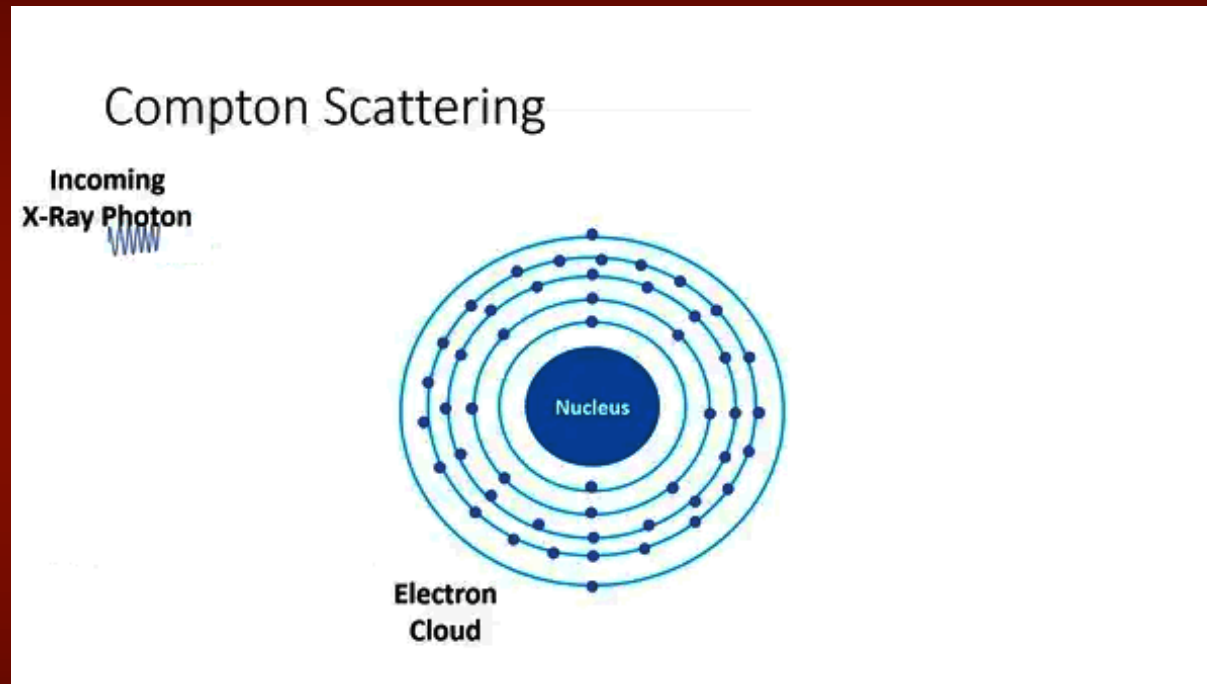 Compton Scattering
Incoming
X-Ray Photon
Nucleus
Electron
Cloud